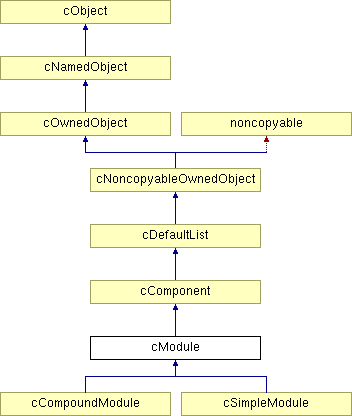 cObject
cNamedObject
cOwnedObject
noncopyable
cNoncopyableOwnedObject
cDefaultList
cComponent
cModule
cCompoundModule
cSimpleModule